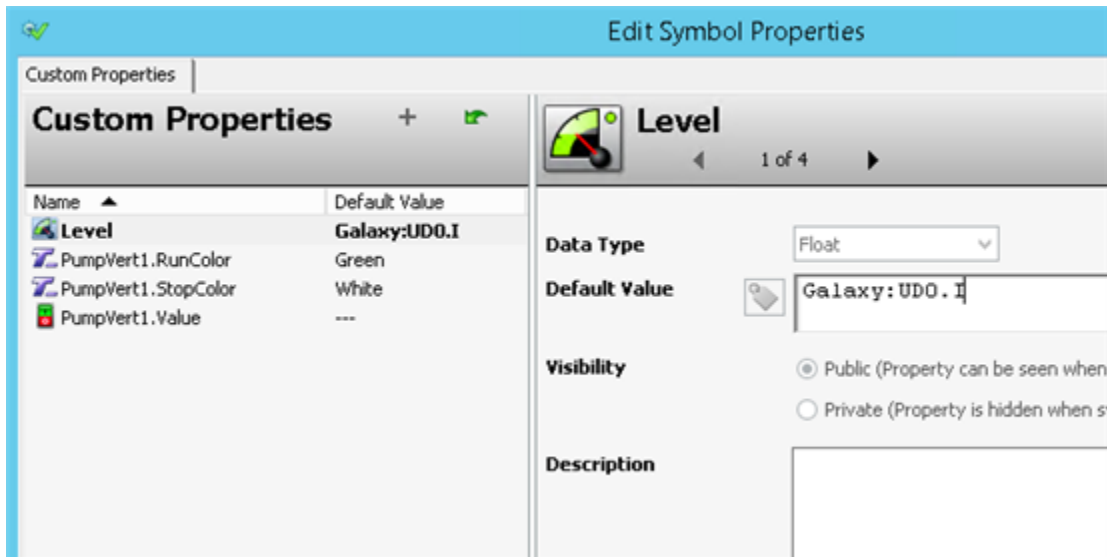 Edit Symbol Properties
Custom Properties
Custom Properties
Name Default Value
Level Galaxy:UD0.I
PumpVert1.RunColor Green
PumpVert1.StopColor White
PumpVert1.Value ---
Level
1 of 4
Data Type Float
Default Value Galaxy:UDO.I
Visibility Public (Property can be seen when
Private (Property is hidden when
Description